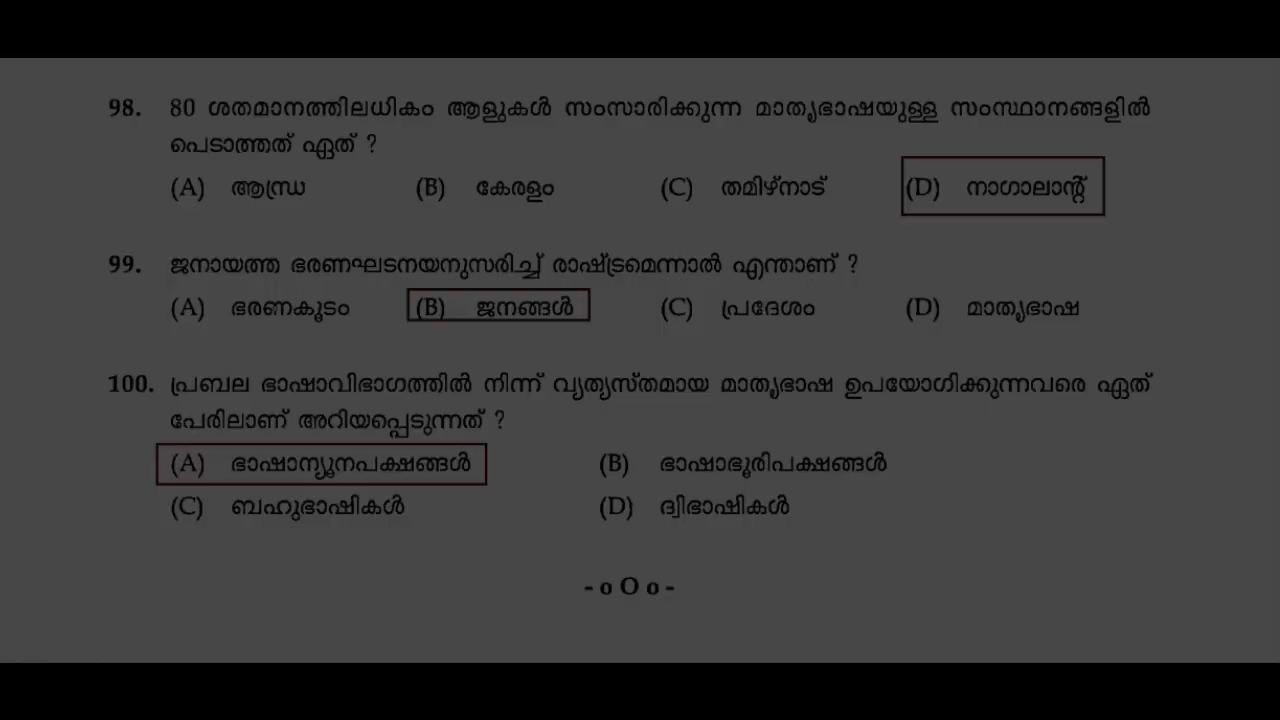 98. 80 ശതമാനത്തിലധികം ആളുകൾ സംസാരിക്കുന്ന മാതൃഭാഷയുള്ള സംസ്ഥാനങ്ങളിൽ
പെടാത്തത് ഏത് ?
(A) ആന്ധ്ര (B) കേരളം (C) തമിഴ്‌നാട് (D) നാഗാലാന്റ്
99. ജനായത്ത ഭരണഘടനയനുസരിച്ച് രാഷ്ട്രമെന്നാൽ എന്താണ് ?
(A) ഭരണകൂടം (B) ജനങ്ങൾ (C) പ്രദേശം (D) മാതൃഭാഷ
100. പ്രബല ഭാഷാവിഭാഗത്തിൽ നിന്ന് വ്യത്യസ്തമായ മാതൃഭാഷ ഉപയോഗിക്കുന്നവരെ ഏത്
പേരിലാണ് അറിയപ്പെടുന്നത് ?
(A) ഭാഷാന്യൂനപക്ഷങ്ങൾ (B) ഭാഷാഭൂരിപക്ഷങ്ങൾ
(C) ബഹുഭാഷികൾ (D) ദ്വിഭാഷികൾ
- o O o -